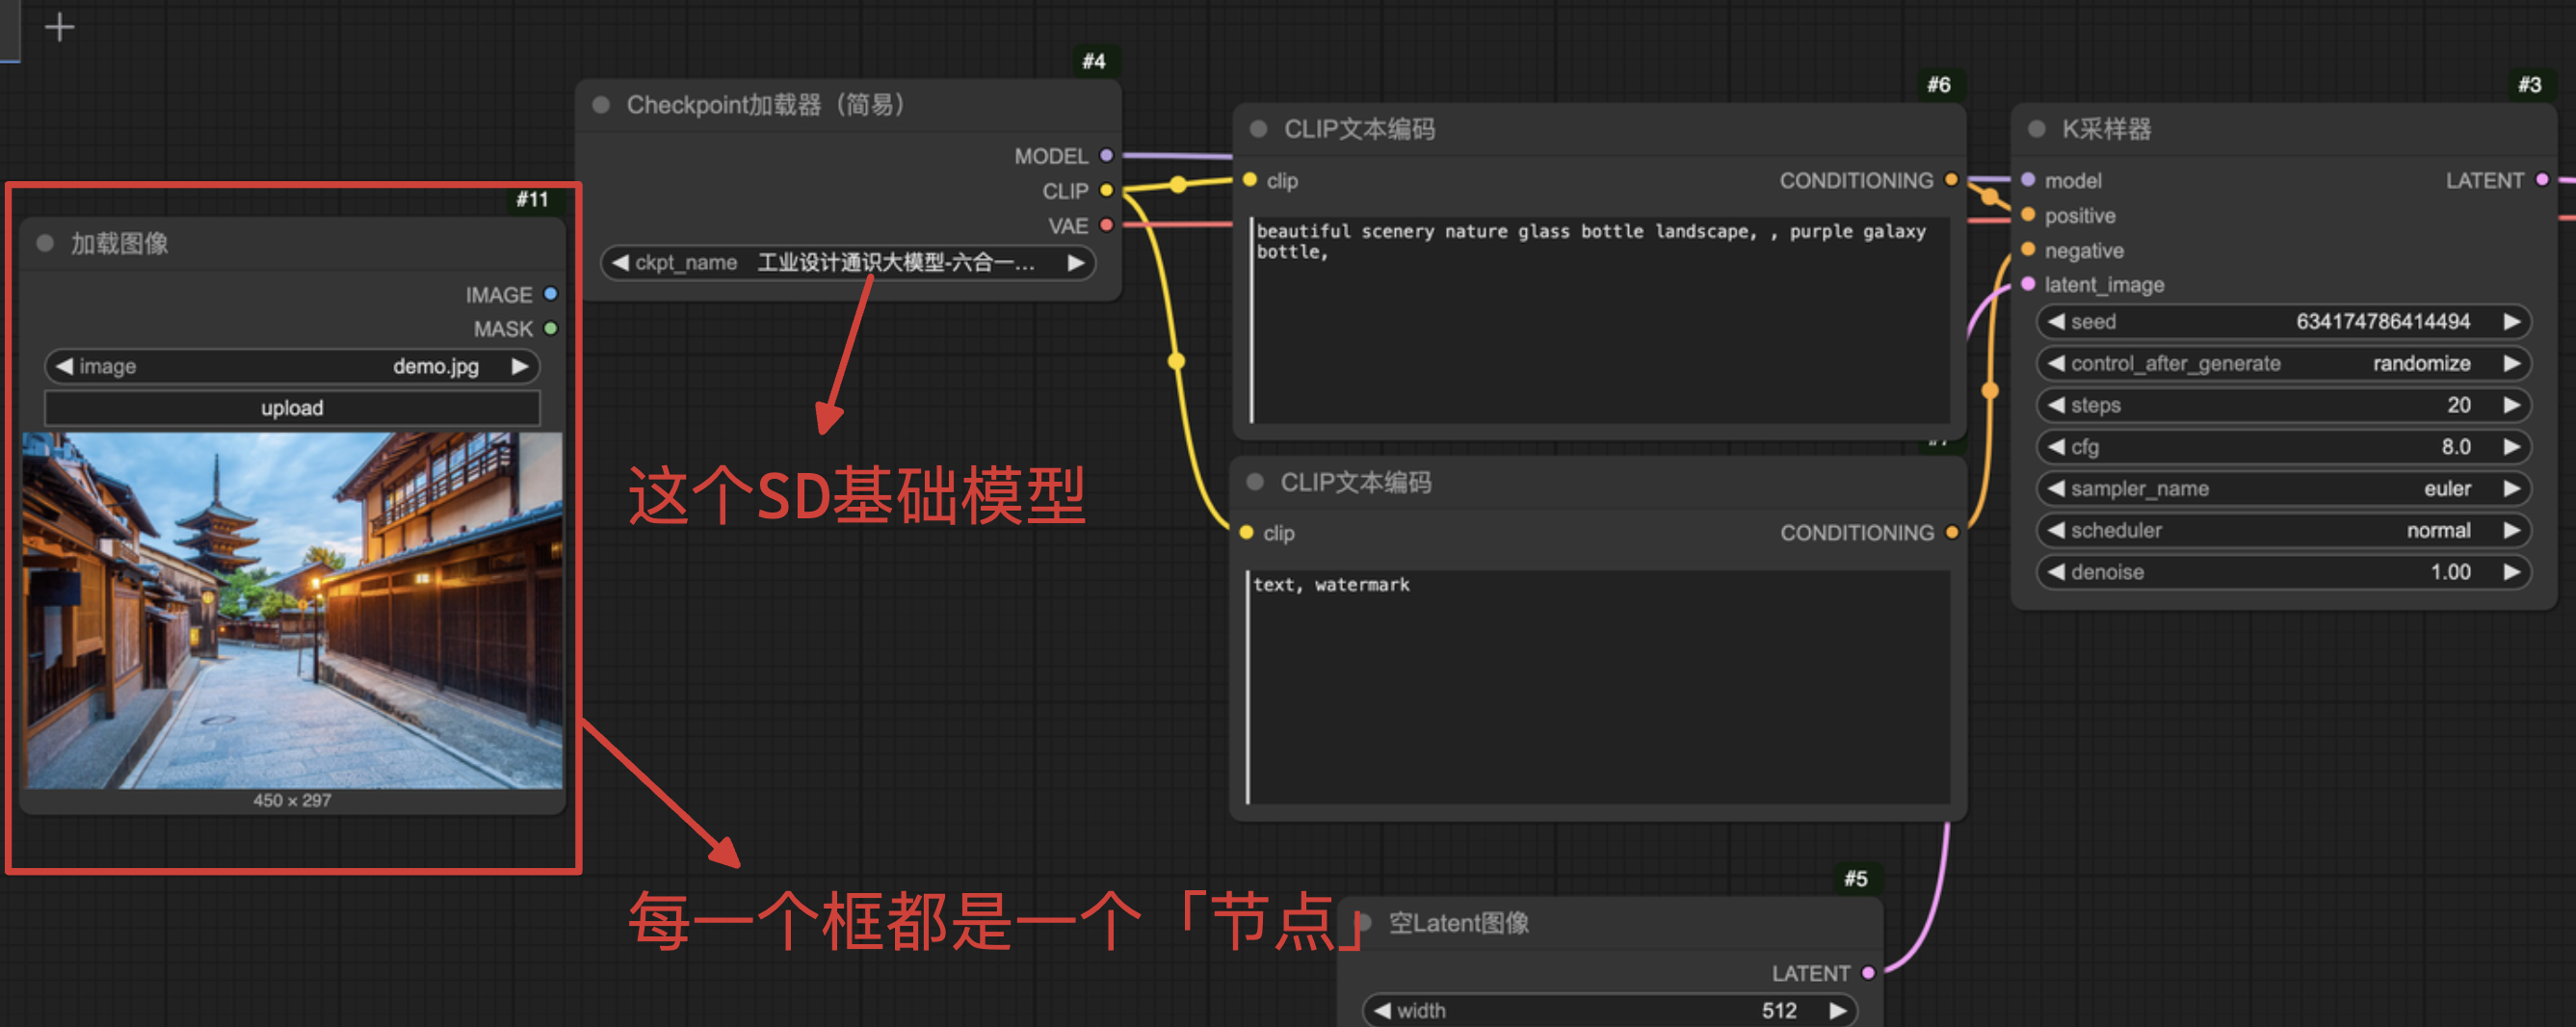 #11
加载图像
IMAGE
MASK
image demo.jpg
upload
450 × 297
#4
Checkpoint加载器（简易）
MODEL
CLIP
VAE
ckpt_name 工业设计通识大模型-六合一...
这个SD基础模型
每一个框都是一个「节点」
#6
CLIP文本编码
clip CONDITIONING
beautiful scenery nature glass bottle landscape, , purple galaxy
bottle,
#7
CLIP文本编码
clip CONDITIONING
text, watermark
#5
空Latent图像
LATENT
width 512
#3
K采样器
model LATENT
positive
negative
latent_image
seed 634174786414494
control_after_generate randomize
steps 20
cfg 8.0
sampler_name euler
scheduler normal
denoise 1.00